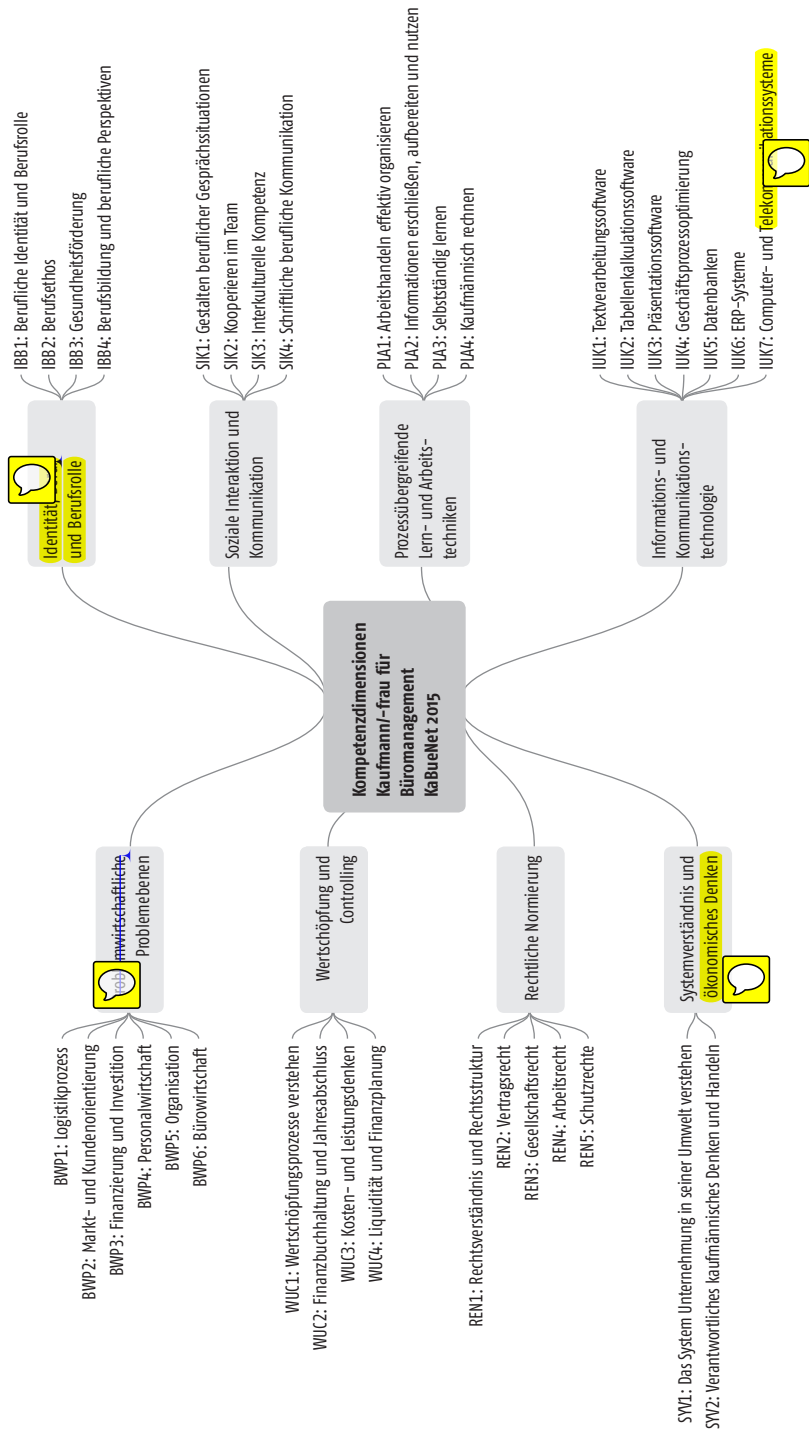 Kompetenzdimensionen
Kaufmann/-frau für
Büromanagement
KaBueNet 2015
Problemebenen
BWP1: Logistikprozess
BWP2: Markt- und Kundenorientierung
BWP3: Finanzierung und Investition
BWP4: Personalwirtschaft
BWP5: Organisation
BWP6: Bürowirtschaft
Wertschöpfung und
Controlling
WUC1: Wertschöpfungsprozesse verstehen
WUC2: Finanzbuchhaltung und Jahresabschluss
WUC3: Kosten- und Leistungsdenken
WUC4: Liquidität und Finanzplanung
Rechtliche Normierung
REN1: Rechtsverständnis und Rechtsstruktur
REN2: Vertragsrecht
REN3: Gesellschaftsrecht
REN4: Arbeitsrecht
REN5: Schutzrechte
Systemverständnis und
ökonomisches Denken
SYV1: Das System Unternehmung in seiner Umwelt verstehen
SYV2: Verantwortliches kaufmännisches Denken und Handeln
Identität,
und Berufsrolle
IBB1: Berufliche Identität und Berufsrolle
IBB2: Berufsethos
IBB3: Gesundheitsförderung
IBB4: Berufsbildung und berufliche Perspektiven
Soziale Interaktion und
Kommunikation
SIK1: Gestalten beruflicher Gesprächssituationen
SIK2: Kooperieren im Team
SIK3: Interkulturelle Kompetenz
SIK4: Schriftliche berufliche Kommunikation
Prozessübergreifende
Lern- und Arbeits-
techniken
PLA1: Arbeitshandeln effektiv organisieren
PLA2: Informationen erschließen, aufbereiten und nutzen
PLA3: Selbstständig lernen
PLA4: Kaufmännisch rechnen
Informations- und
Kommunikations-
technologie
IUK1: Textverarbeitungssoftware
IUK2: Tabellenkalkulationssoftware
IUK3: Präsentationssoftware
IUK4: Geschäftsprozessoptimierung
IUK5: Datenbanken
IUK6: ERP-Systeme
IUK7: Computer- und